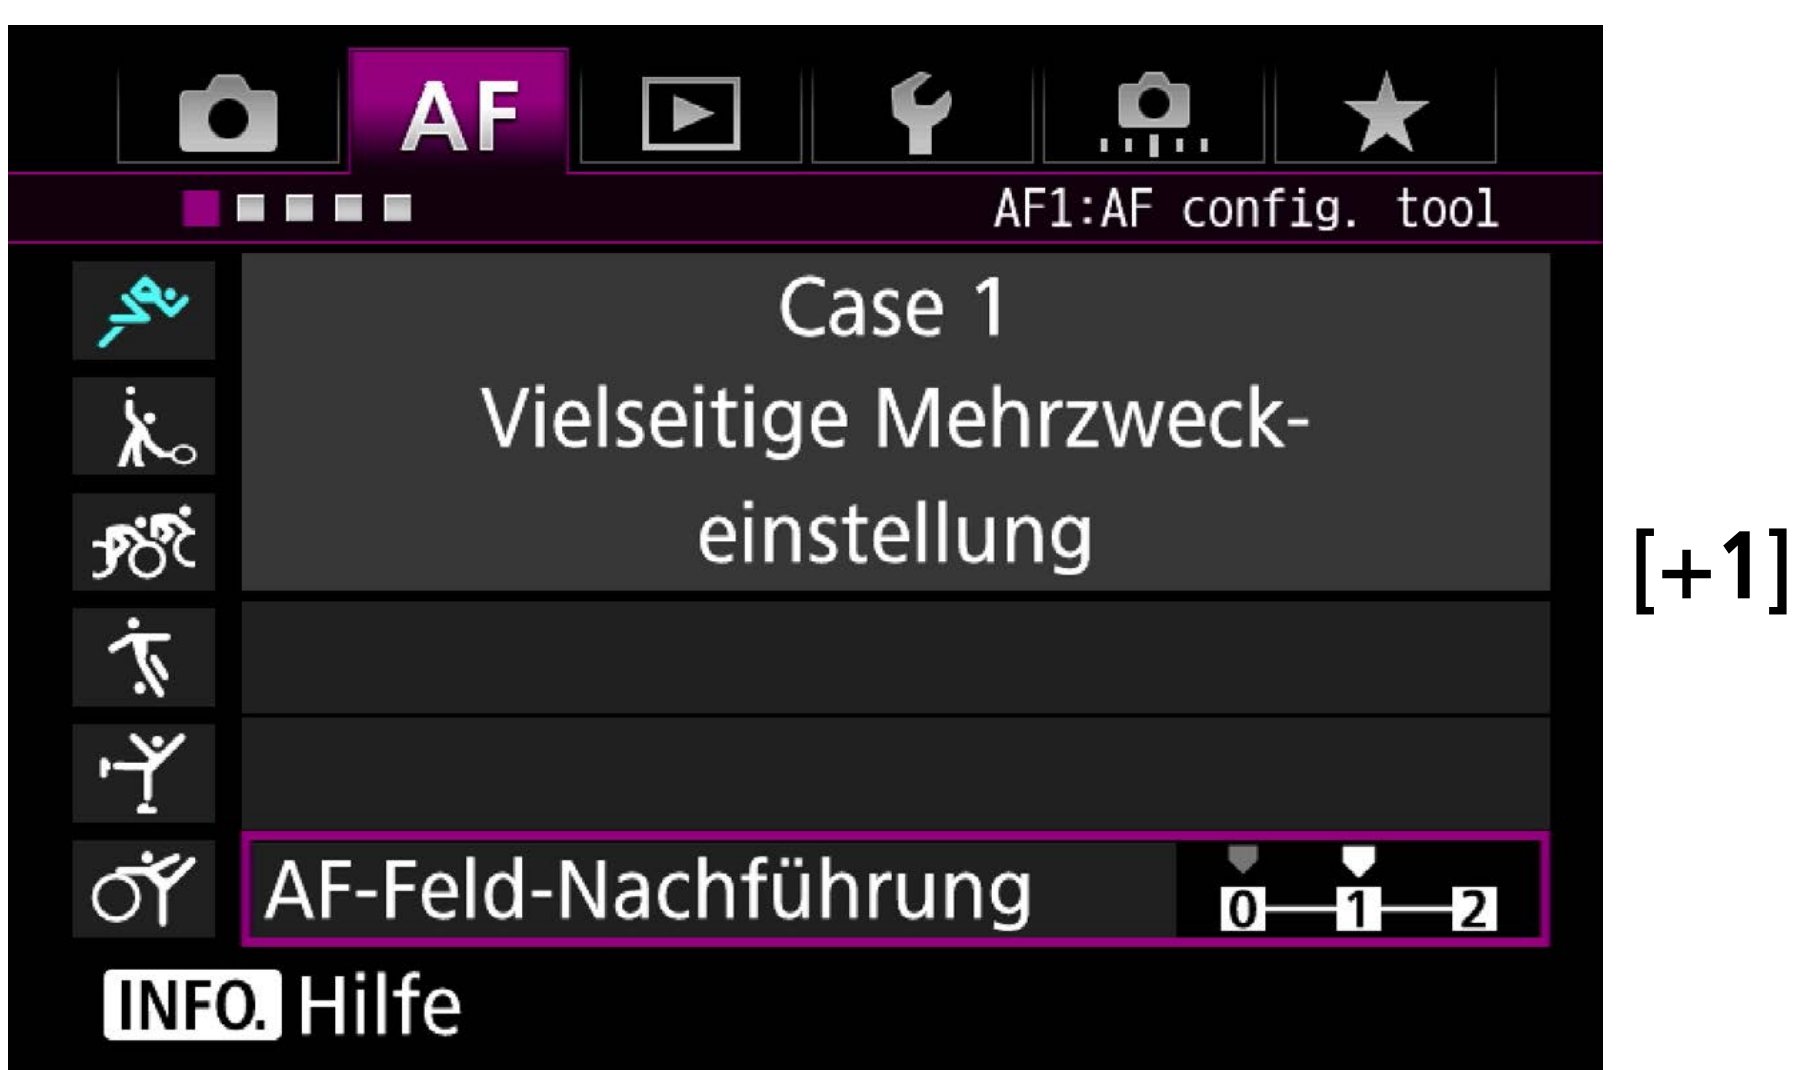 AF
AF1:AF config. tool
Case 1
Vielseitige Mehrzweck-
einstellung
[+1]
AF-Feld-Nachführung 0 1 2
INFO. Hilfe